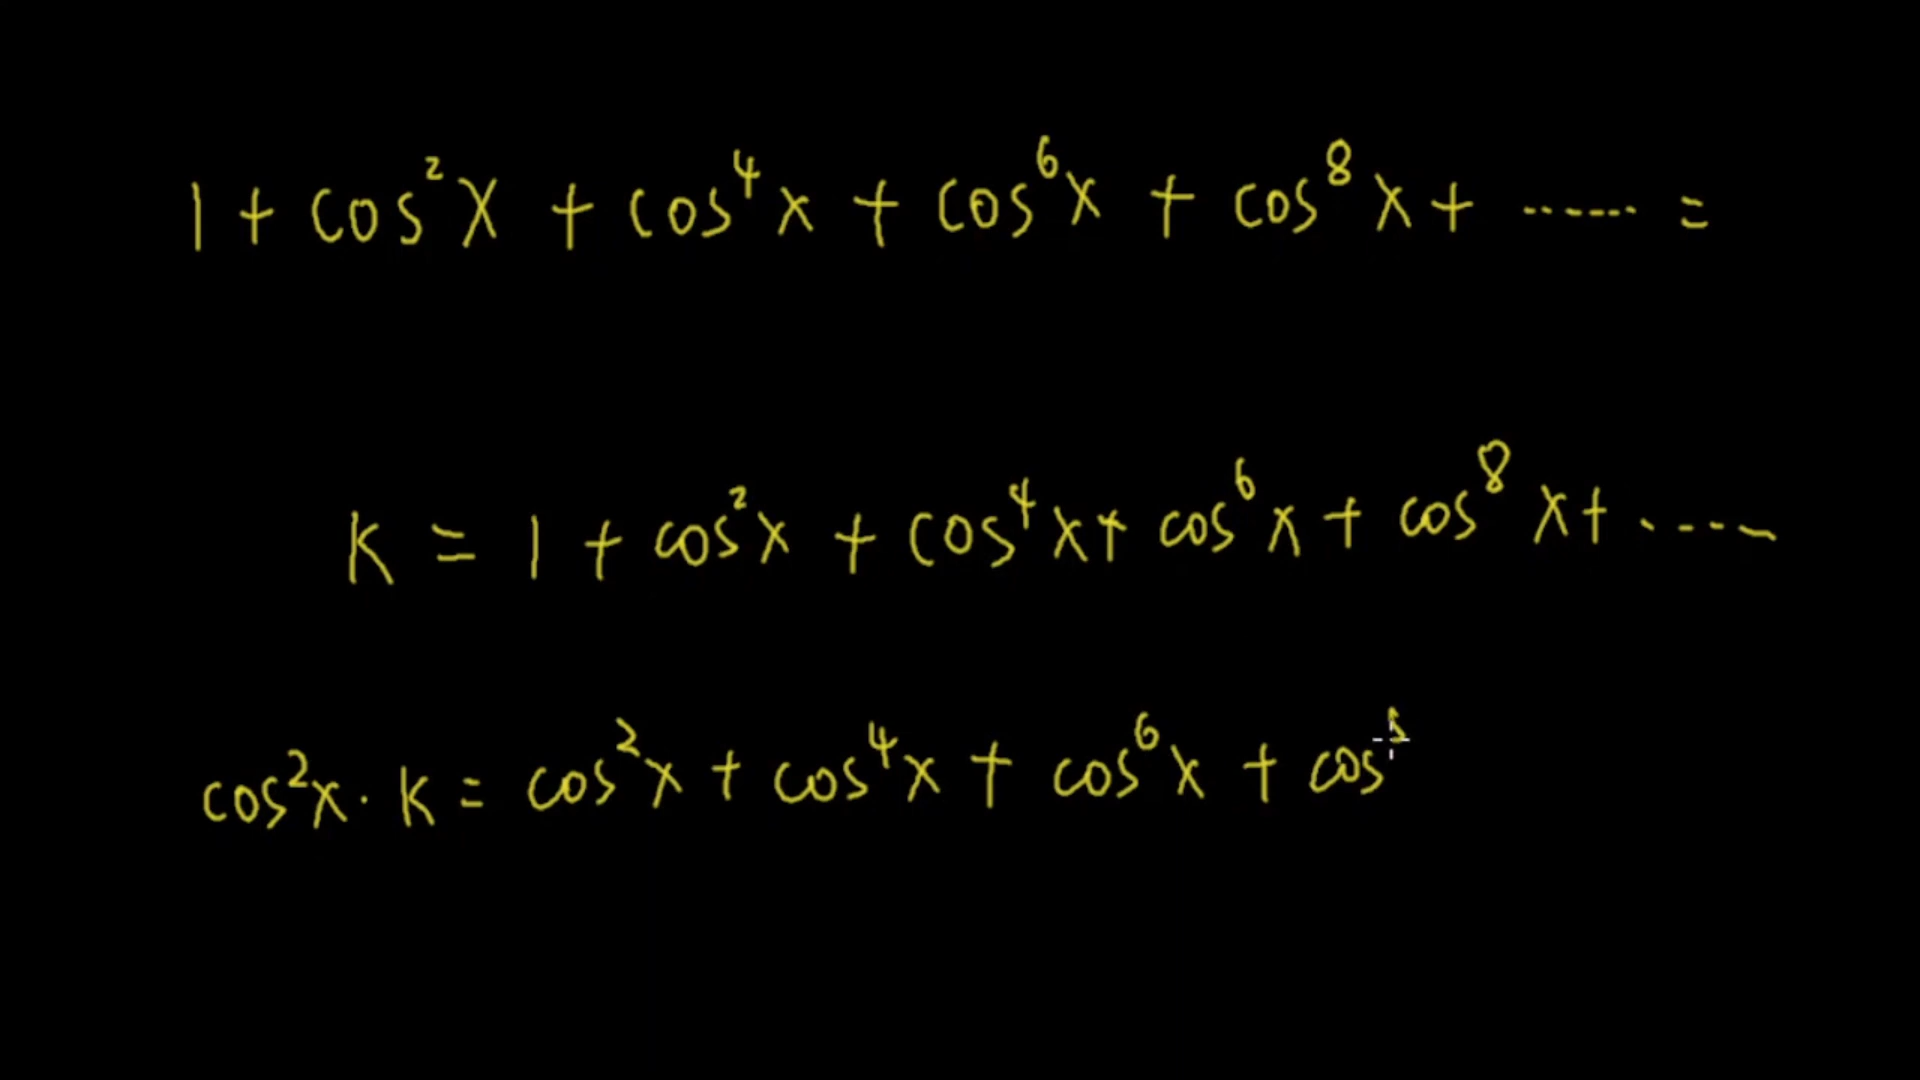 1 + cos²x + cos⁴x + cos⁶x + cos⁸x + ...... =
K = 1 + cos²x + cos⁴x + cos⁶x + cos⁸x + ......
cos²x · K = cos²x + cos⁴x + cos⁶x + cos